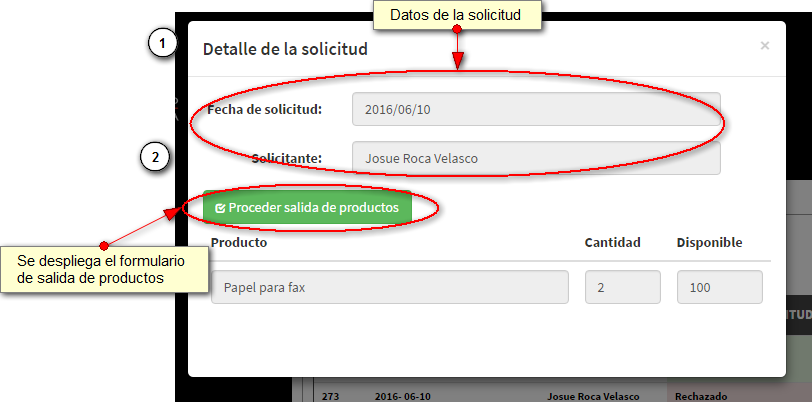 Datos de la solicitud
1
Detalle de la solicitud ×
Fecha de solicitud: 2016/06/10
2
Solicitante: Josue Roca Velasco
Proceder salida de productos
Se despliega el formulario
de salida de productos
Producto Cantidad Disponible
Papel para fax 2 100
ITUD
273 2016- 06-10 Josue Roca Velasco Rechazado